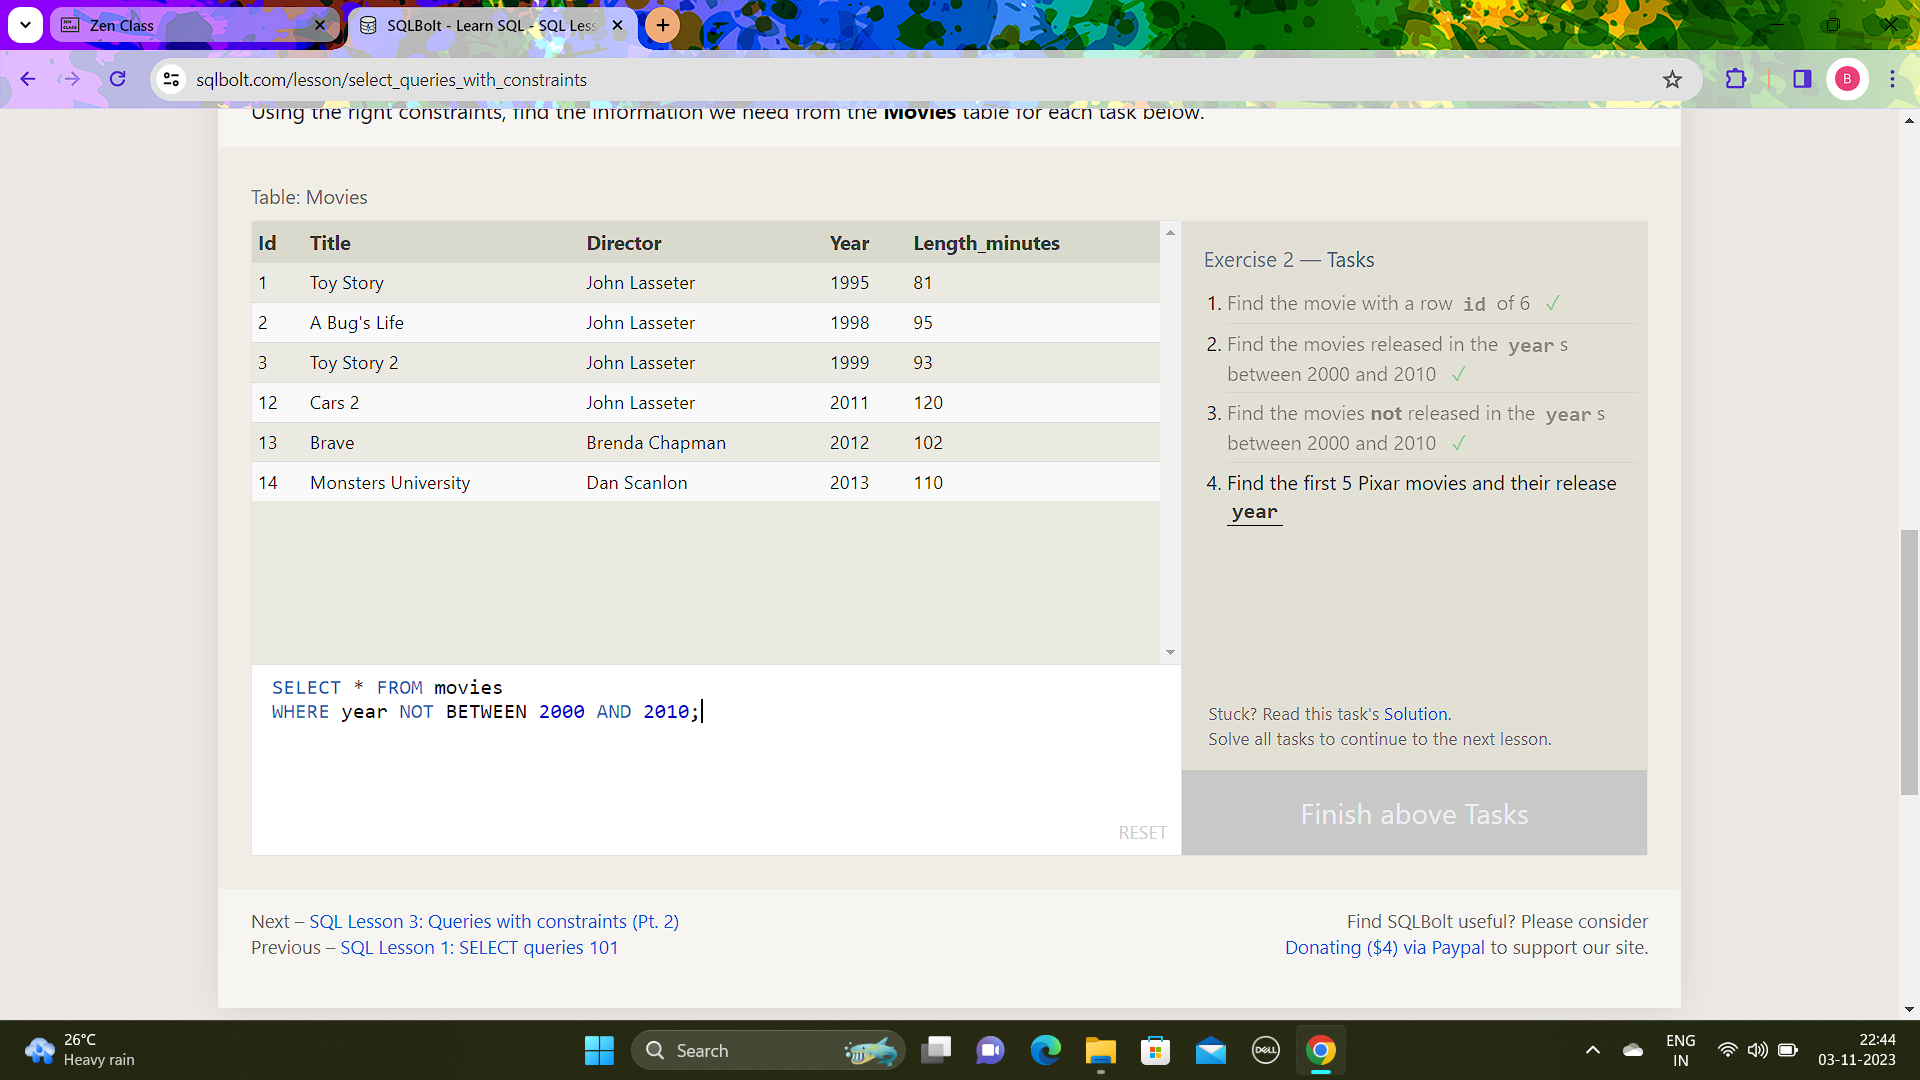 Zen Class
SQLBolt - Learn SQL - SQL Less
sqlbolt.com/lesson/select_queries_with_constraints
B
Using the right constraints, find the information we need from the Movies table for each task below.
Table: Movies
Id Title Director Year Length_minutes
1 Toy Story John Lasseter 1995 81
2 A Bug's Life John Lasseter 1998 95
3 Toy Story 2 John Lasseter 1999 93
12 Cars 2 John Lasseter 2011 120
13 Brave Brenda Chapman 2012 102
14 Monsters University Dan Scanlon 2013 110
Exercise 2 — Tasks
1. Find the movie with a row id of 6 ✓
2. Find the movies released in the year s
between 2000 and 2010 ✓
3. Find the movies not released in the year s
between 2000 and 2010 ✓
4. Find the first 5 Pixar movies and their release
year
SELECT * FROM movies
WHERE year NOT BETWEEN 2000 AND 2010;
RESET
Stuck? Read this task's Solution.
Solve all tasks to continue to the next lesson.
Finish above Tasks
Next – SQL Lesson 3: Queries with constraints (Pt. 2)
Previous – SQL Lesson 1: SELECT queries 101
Find SQLBolt useful? Please consider
Donating ($4) via Paypal to support our site.
26°C
Heavy rain
Search
DELL
ENG
IN
22:44
03-11-2023